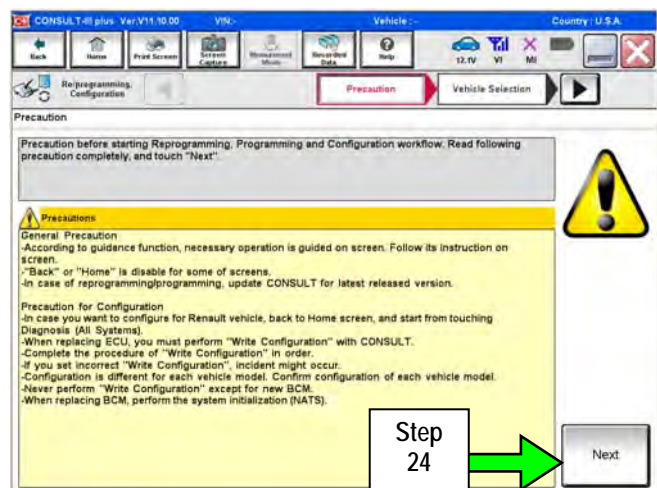 CONSULT-III plus Ver.V11.10.00 VIN:- Vehicle :- Country : U.S.A.
Back Home Print Screen Screen Capture Measurement Mode Recorded Data Help 12.1V VI MI
Re/programming, Configuration Precaution Vehicle Selection
Precaution
Precaution before starting Reprogramming, Programming and Configuration workflow. Read following
precaution completely, and touch "Next".
Precautions
General Precaution
-According to guidance function, necessary operation is guided on screen. Follow its instruction on
screen.
-"Back" or "Home" is disable for some of screens.
-In case of reprogramming/programming, update CONSULT for latest released version.
Precaution for Configuration
-In case you want to configure for Renault vehicle, back to Home screen, and start from touching
Diagnosis (All Systems).
-When replacing ECU, you must perform "Write Configuration" with CONSULT.
-Complete the procedure of "Write Configuration" in order.
-If you set incorrect "Write Configuration", incident might occur.
-Configuration is different for each vehicle model. Confirm configuration of each vehicle model.
-Never perform "Write Configuration" except for new BCM.
-When replacing BCM, perform the system initialization (NATS).
Step
24
Next